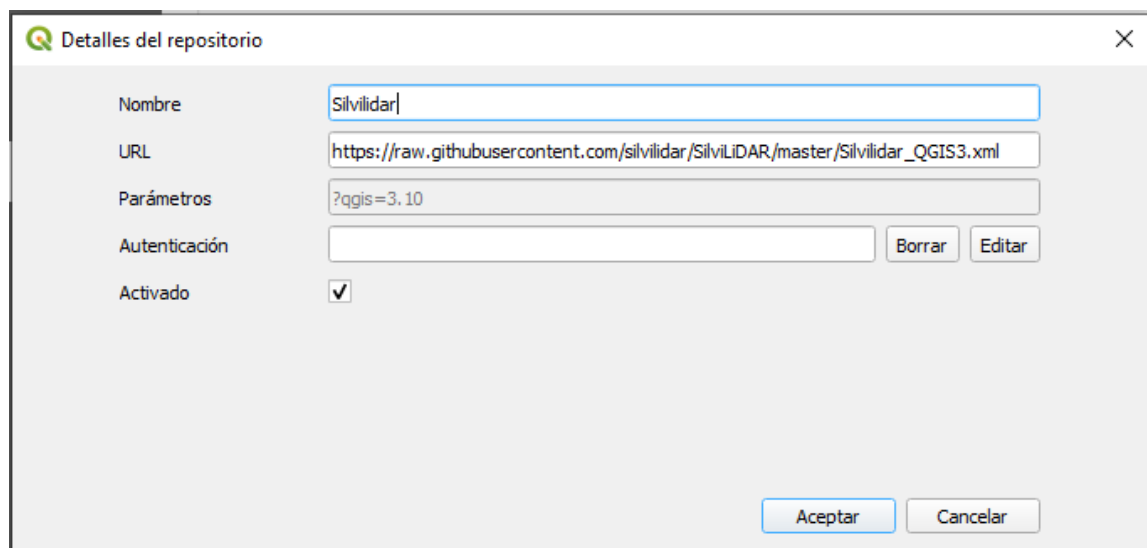 Detalles del repositorio
Nombre Silvilidar
URL https://raw.githubusercontent.com/silvilidar/SilviLiDAR/master/Silvilidar_QGIS3.xml
Parámetros ?qgis=3.10
Autenticación Borrar Editar
Activado
Aceptar Cancelar